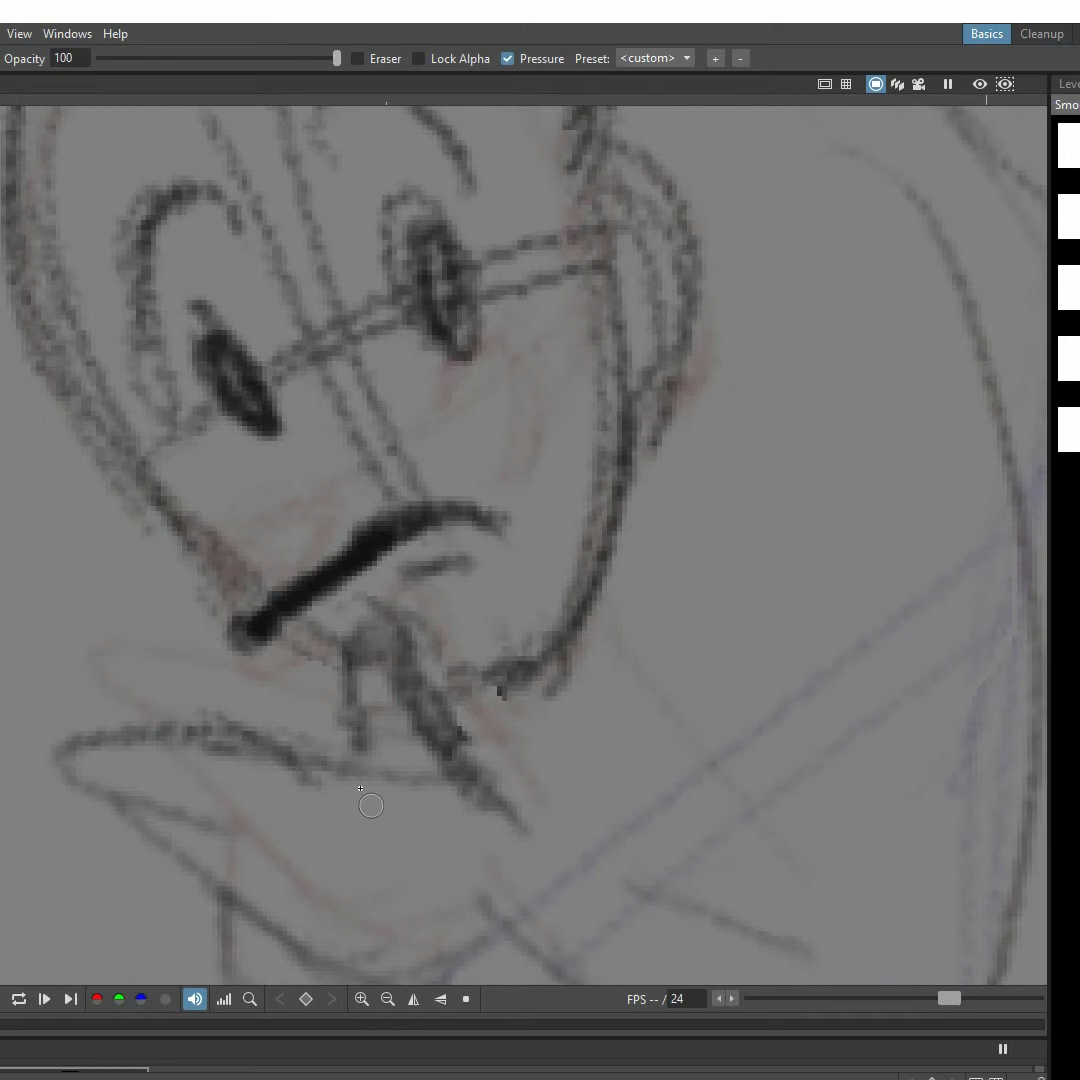 View Windows Help Basics Cleanup
Opacity 100 Eraser Lock Alpha Pressure Preset: <custom> + -
Leve
Smo
FPS -- / 24